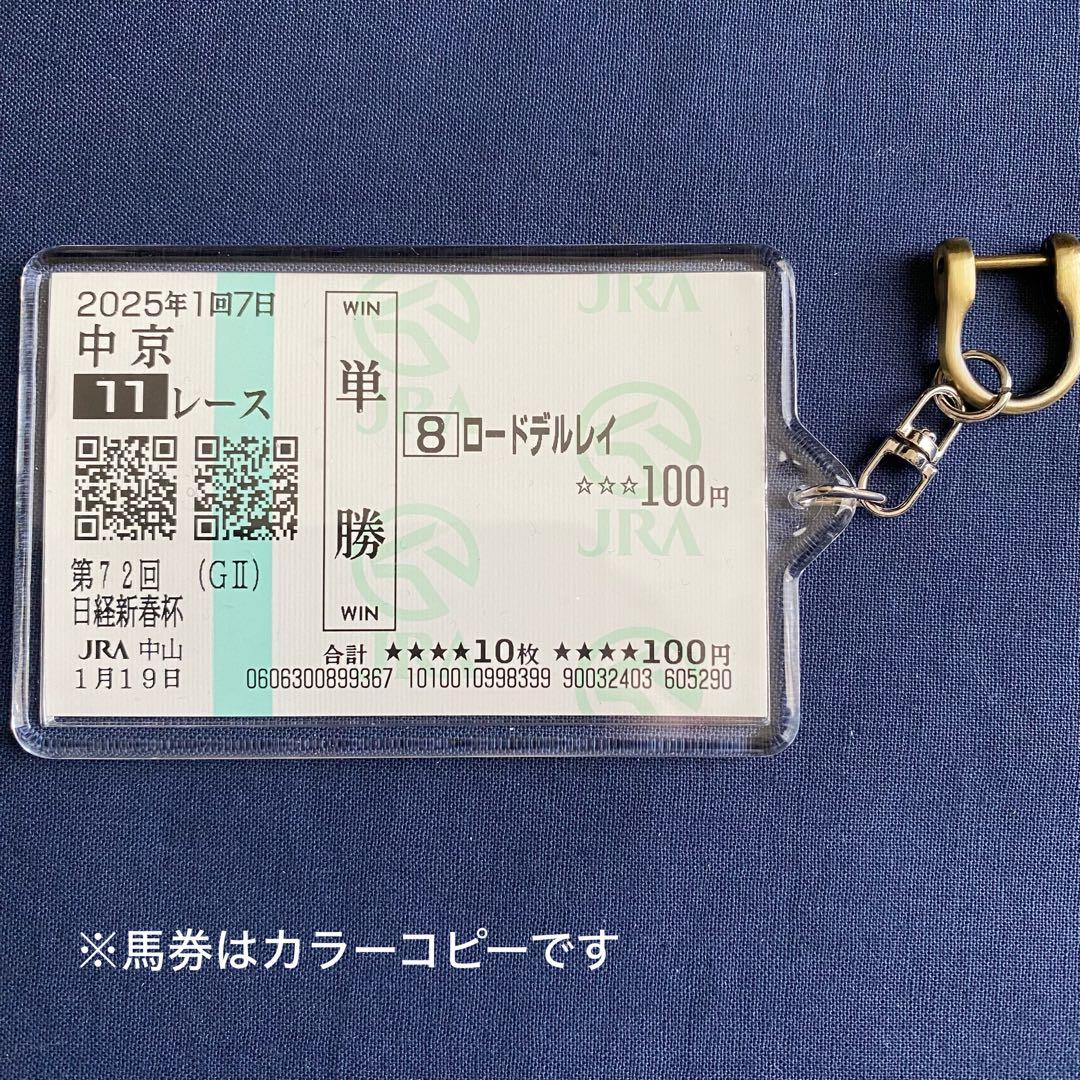 2025年1回7日
中京
11レース
第72回 (GⅡ)
日経新春杯
JRA 中山
1月19日
WIN
単勝
WIN
8 ロードデルレイ
☆☆☆100円
合計 ★★★★10枚 ★★★★100円
0606300899367 1010010998399 90032403 605290
JRA
JRA
JRA
JRA
※馬券はカラーコピーです